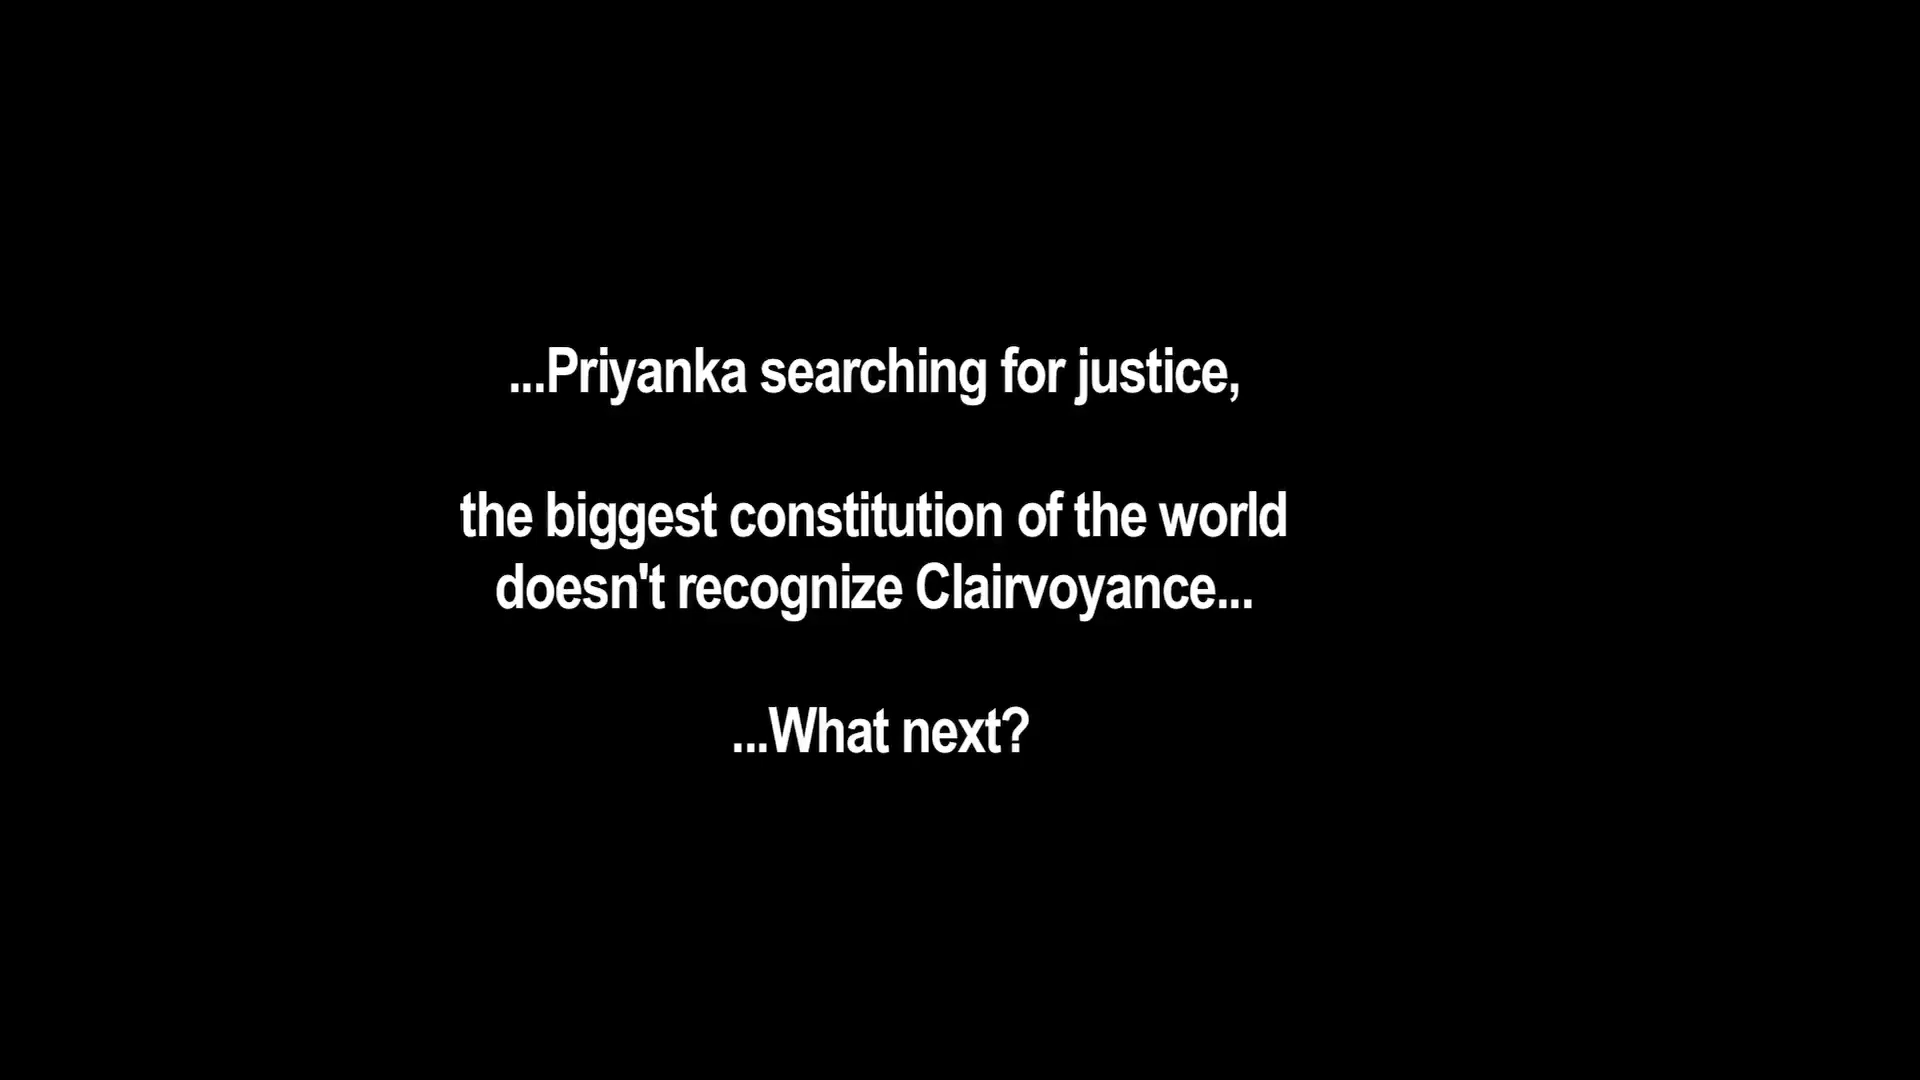 ...Priyanka searching for justice,
the biggest constitution of the world
doesn't recognize Clairvoyance...
...What next?